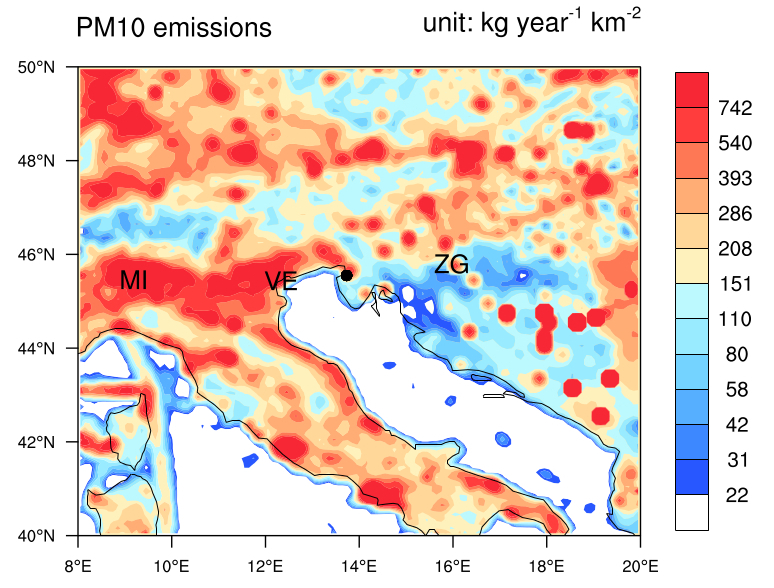 PM10 emissions
unit: kg year⁻¹ km⁻²
50°N
48°N
46°N
44°N
42°N
40°N
8°E 10°E 12°E 14°E 16°E 18°E 20°E
MI
VE
ZG
742
540
393
286
208
151
110
80
58
42
31
22